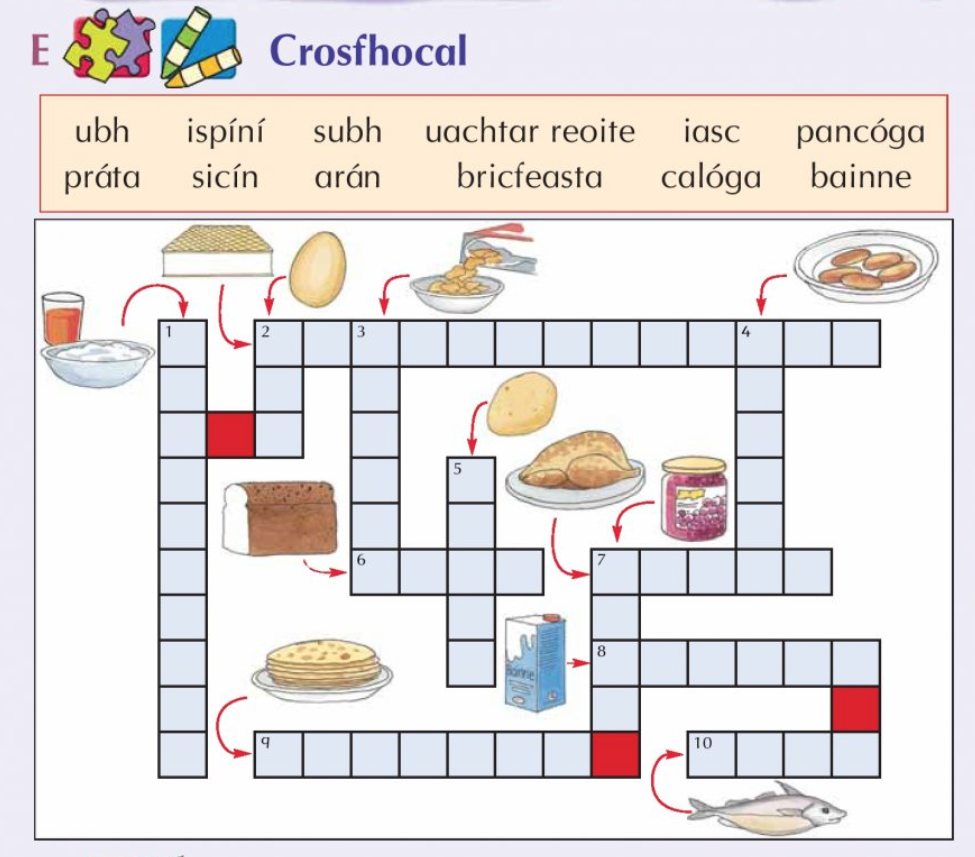 E Crosfhocal
ubh ispíní subh uachtar reoite iasc pancóga
práta sicín arán bricfeasta calóga bainne
1 2 3 4
5
6 7
Bainne 8
9 10